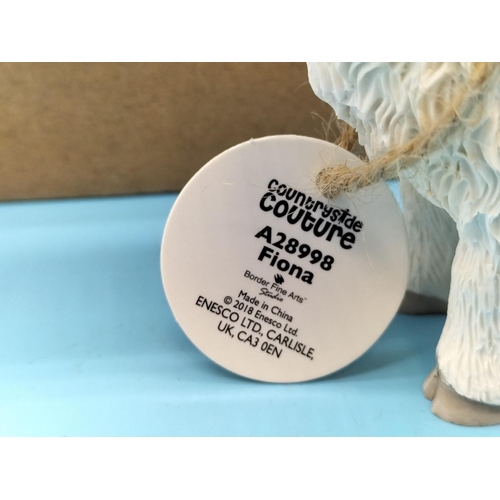 Countryside
Couture
A28998
Fiona
Border Fine Arts™
Studio
Made in China
© 2018 Enesco Ltd.
ENESCO LTD., CARLISLE,
UK, CA3 0EN